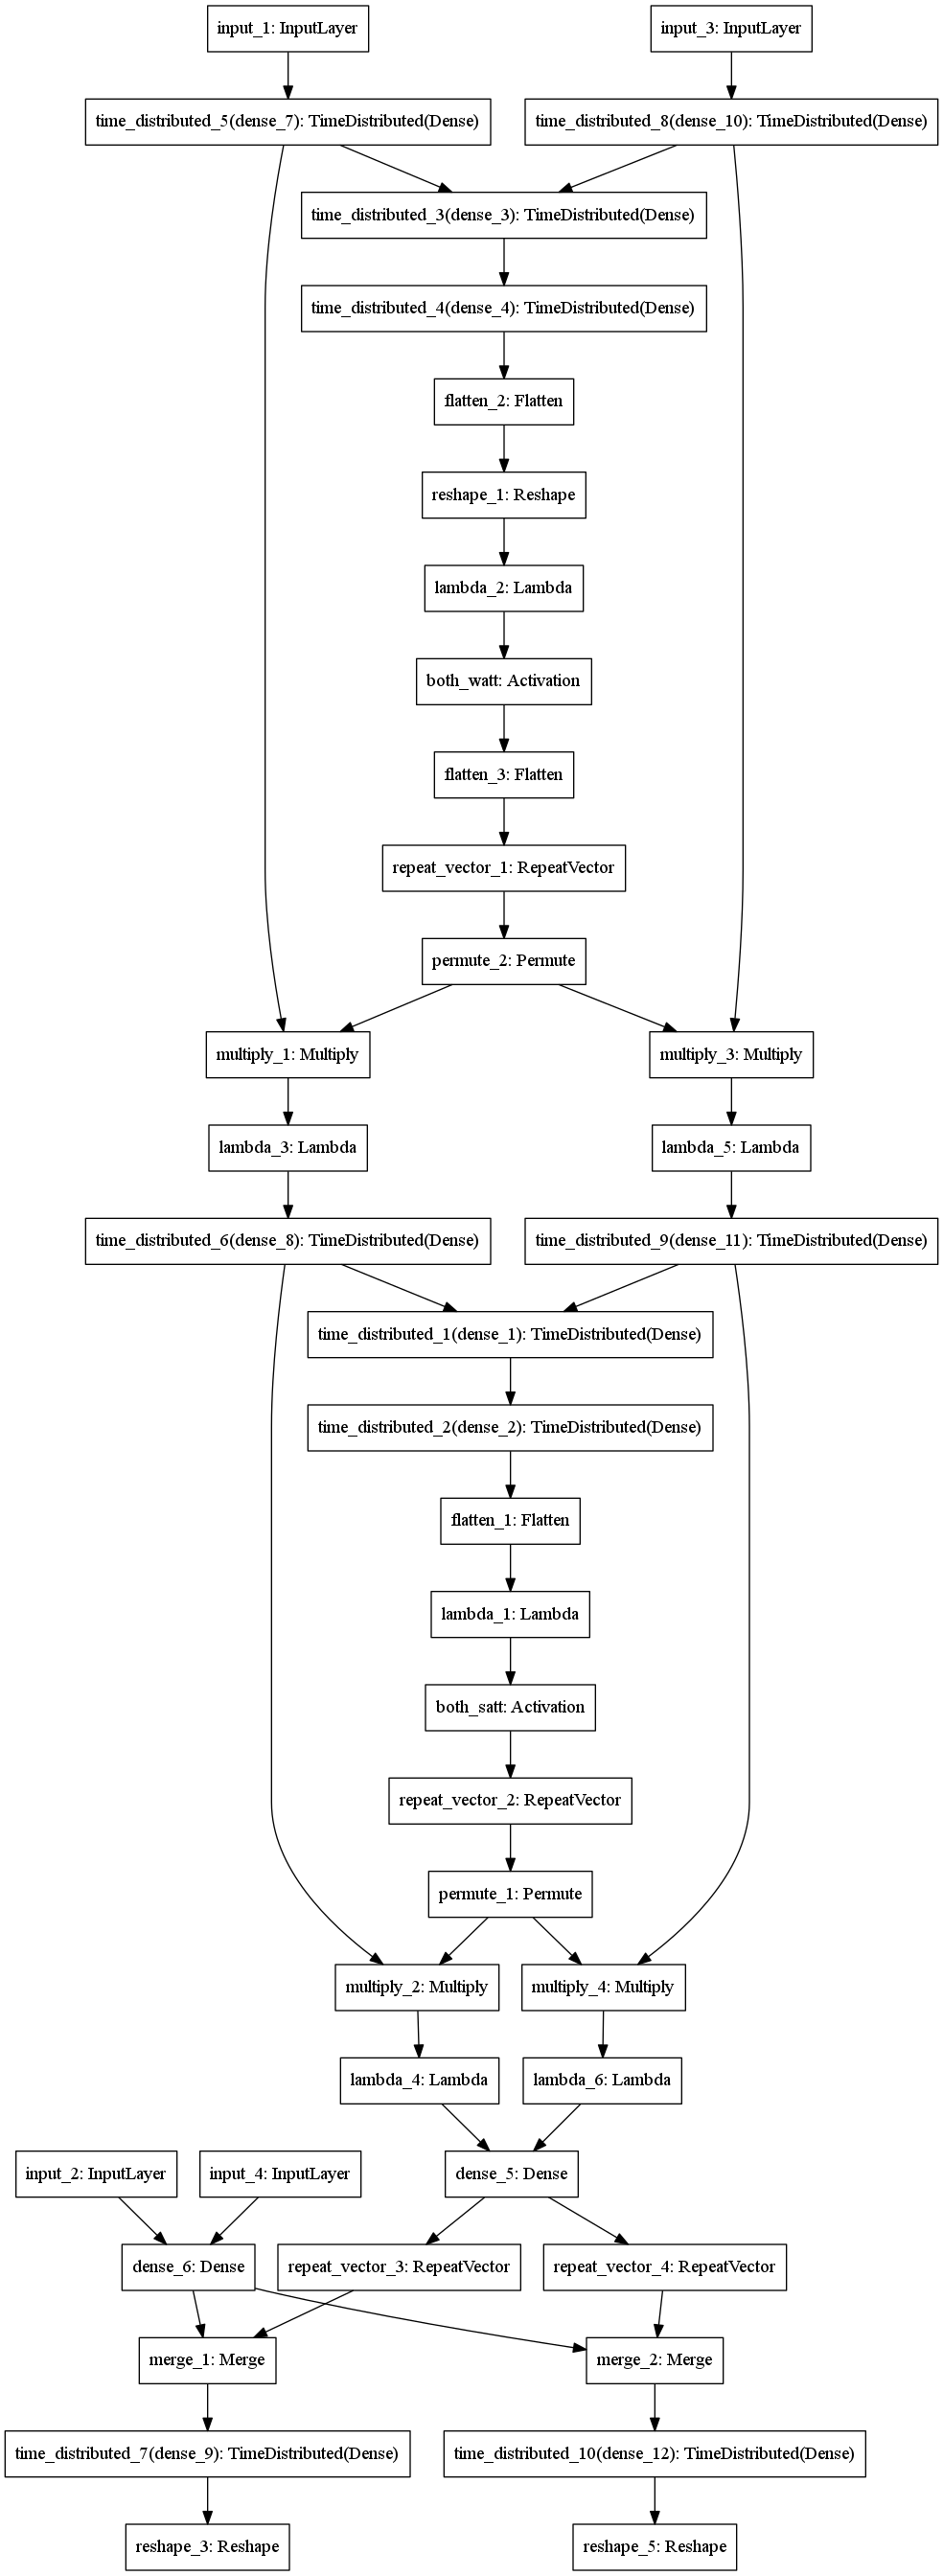 input_1: InputLayer
input_3: InputLayer
time_distributed_5(dense_7): TimeDistributed(Dense)
time_distributed_8(dense_10): TimeDistributed(Dense)
time_distributed_3(dense_3): TimeDistributed(Dense)
time_distributed_4(dense_4): TimeDistributed(Dense)
flatten_2: Flatten
reshape_1: Reshape
lambda_2: Lambda
both_watt: Activation
flatten_3: Flatten
repeat_vector_1: RepeatVector
permute_2: Permute
multiply_1: Multiply
multiply_3: Multiply
lambda_3: Lambda
lambda_5: Lambda
time_distributed_6(dense_8): TimeDistributed(Dense)
time_distributed_9(dense_11): TimeDistributed(Dense)
time_distributed_1(dense_1): TimeDistributed(Dense)
time_distributed_2(dense_2): TimeDistributed(Dense)
flatten_1: Flatten
lambda_1: Lambda
both_satt: Activation
repeat_vector_2: RepeatVector
permute_1: Permute
multiply_2: Multiply
multiply_4: Multiply
lambda_4: Lambda
lambda_6: Lambda
input_2: InputLayer
input_4: InputLayer
dense_5: Dense
dense_6: Dense
repeat_vector_3: RepeatVector
repeat_vector_4: RepeatVector
merge_1: Merge
merge_2: Merge
time_distributed_7(dense_9): TimeDistributed(Dense)
time_distributed_10(dense_12): TimeDistributed(Dense)
reshape_3: Reshape
reshape_5: Reshape